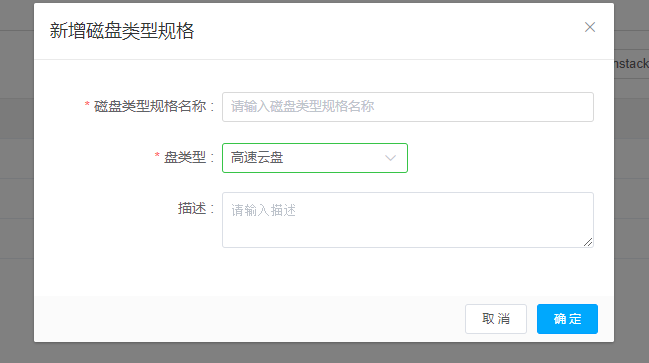 新增磁盘类型规格
nstack
* 磁盘类型规格名称：
请输入磁盘类型规格名称
* 盘类型：
高速云盘
描述：
请输入描述
取 消
确 定